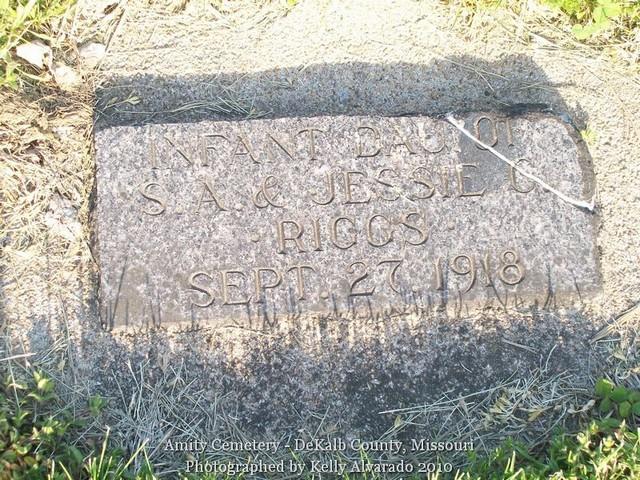 INFANT DAU. OF
S. A. & JESSIE C.
RIGGS
SEPT. 27, 1918
Amity Cemetery - DeKalb County, Missouri
Photographed by Kelly Alvarado 2010